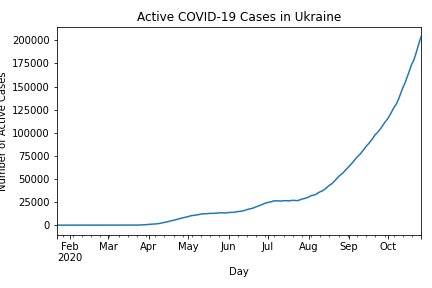 Active COVID-19 Cases in Ukraine
Number of Active Cases
200000
175000
150000
125000
100000
75000
50000
25000
0
Feb Mar Apr May Jun Jul Aug Sep Oct
2020
Day